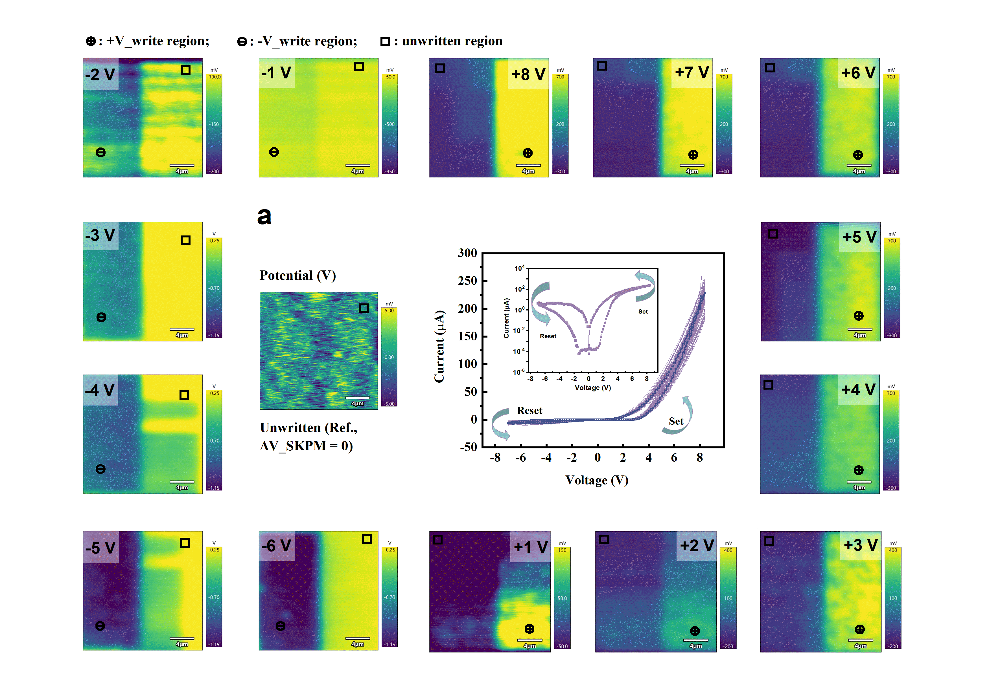 ⊕: +V_write region; ⊖: -V_write region; □: unwritten region
-2 V
mV
100.0
-150
-200
4μm
-1 V
mV
50.0
-500
-950
4μm
+8 V
mV
700
200
-300
4μm
+7 V
mV
700
200
-300
4μm
+6 V
mV
700
200
-300
4μm
-3 V
V
0.25
-0.70
-1.15
4μm
a
Potential (V)
mV
5.00
0.00
-5.00
4μm
Unwritten (Ref.,
ΔV_SKPM = 0)
Current (μA)
300
250
200
150
100
50
0
-50
-8 -6 -4 -2 0 2 4 6 8
Voltage (V)
Reset
Set
Current (μA)
10^4
10^2
10^0
10^-2
10^-4
10^-6
-8 -6 -4 -2 0 2 4 6 8
Voltage (V)
Reset
Set
+5 V
mV
700
200
-300
4μm
-4 V
V
0.25
-0.70
-1.15
4μm
+4 V
mV
700
200
-300
4μm
-5 V
V
0.25
-0.70
-1.15
4μm
-6 V
V
0.25
-0.70
-1.15
4μm
+1 V
mV
150
50.0
-50.0
4μm
+2 V
mV
400
100
-200
4μm
+3 V
mV
400
100
-200
4μm